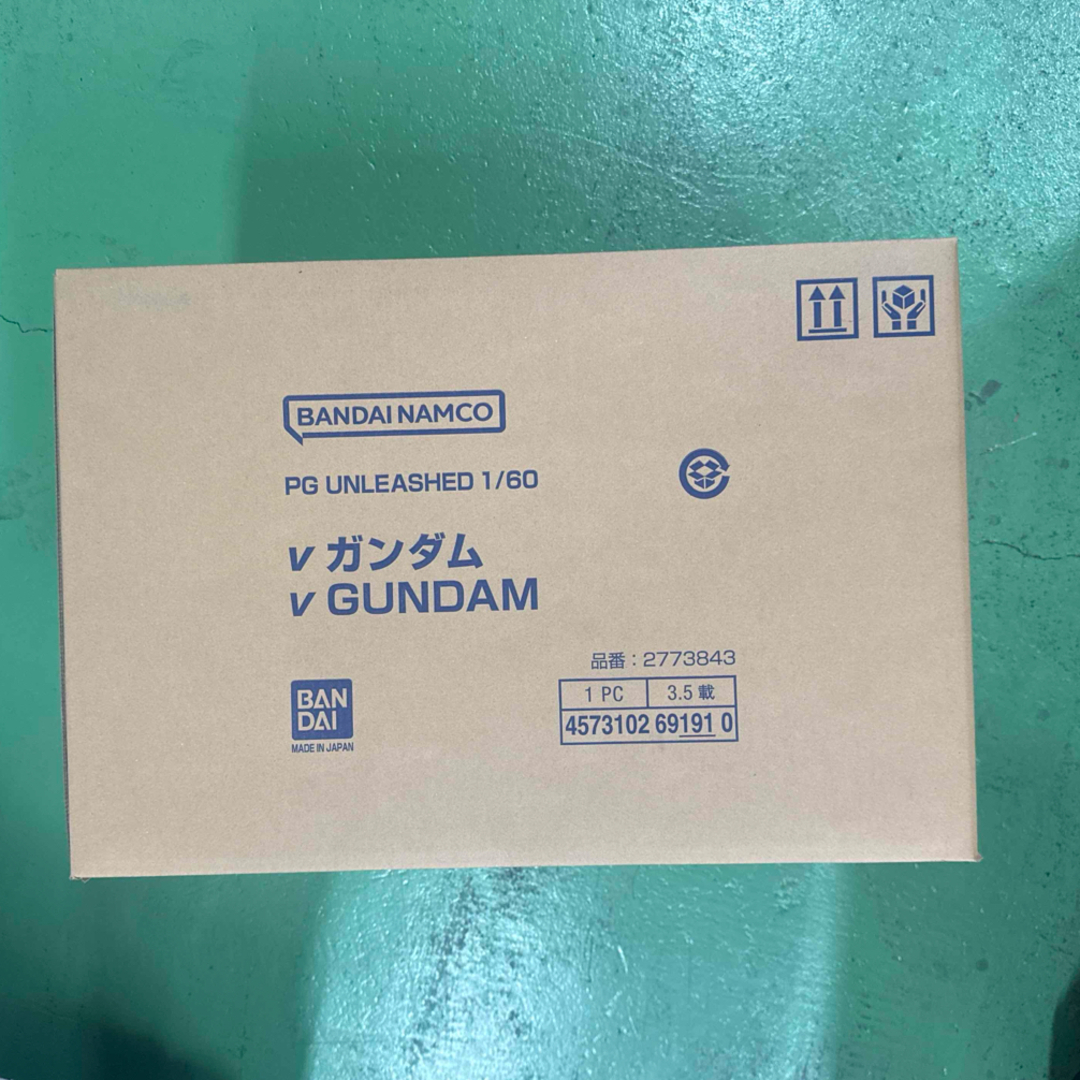 BANDAI NAMCO
PG UNLEASHED 1/60
ν ガンダム
ν GUNDAM
品番：2773843
1 PC 3.5 載
4573102 69191 0
BAN
DAI
MADE IN JAPAN